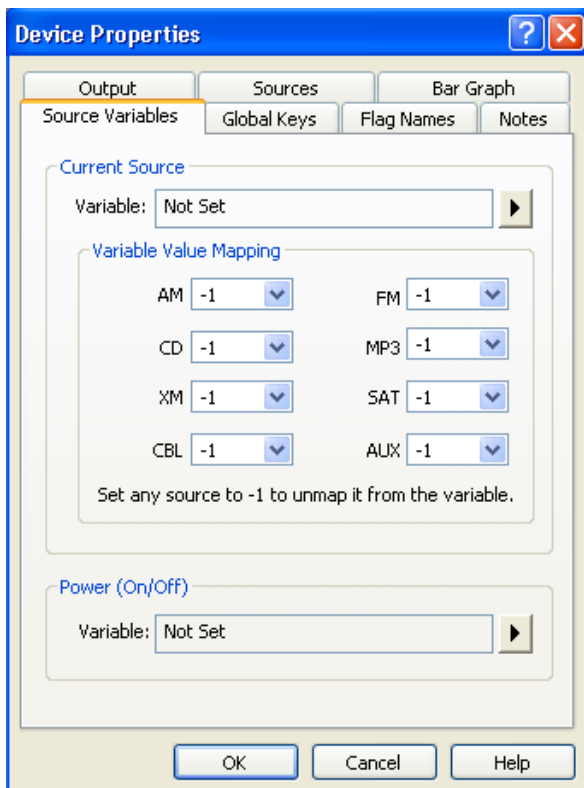 Device Properties
?
Output Sources Bar Graph
Source Variables Global Keys Flag Names Notes
Current Source
Variable: Not Set
Variable Value Mapping
AM -1 FM -1
CD -1 MP3 -1
XM -1 SAT -1
CBL -1 AUX -1
Set any source to -1 to unmap it from the variable.
Power (On/Off)
Variable: Not Set
OK Cancel Help